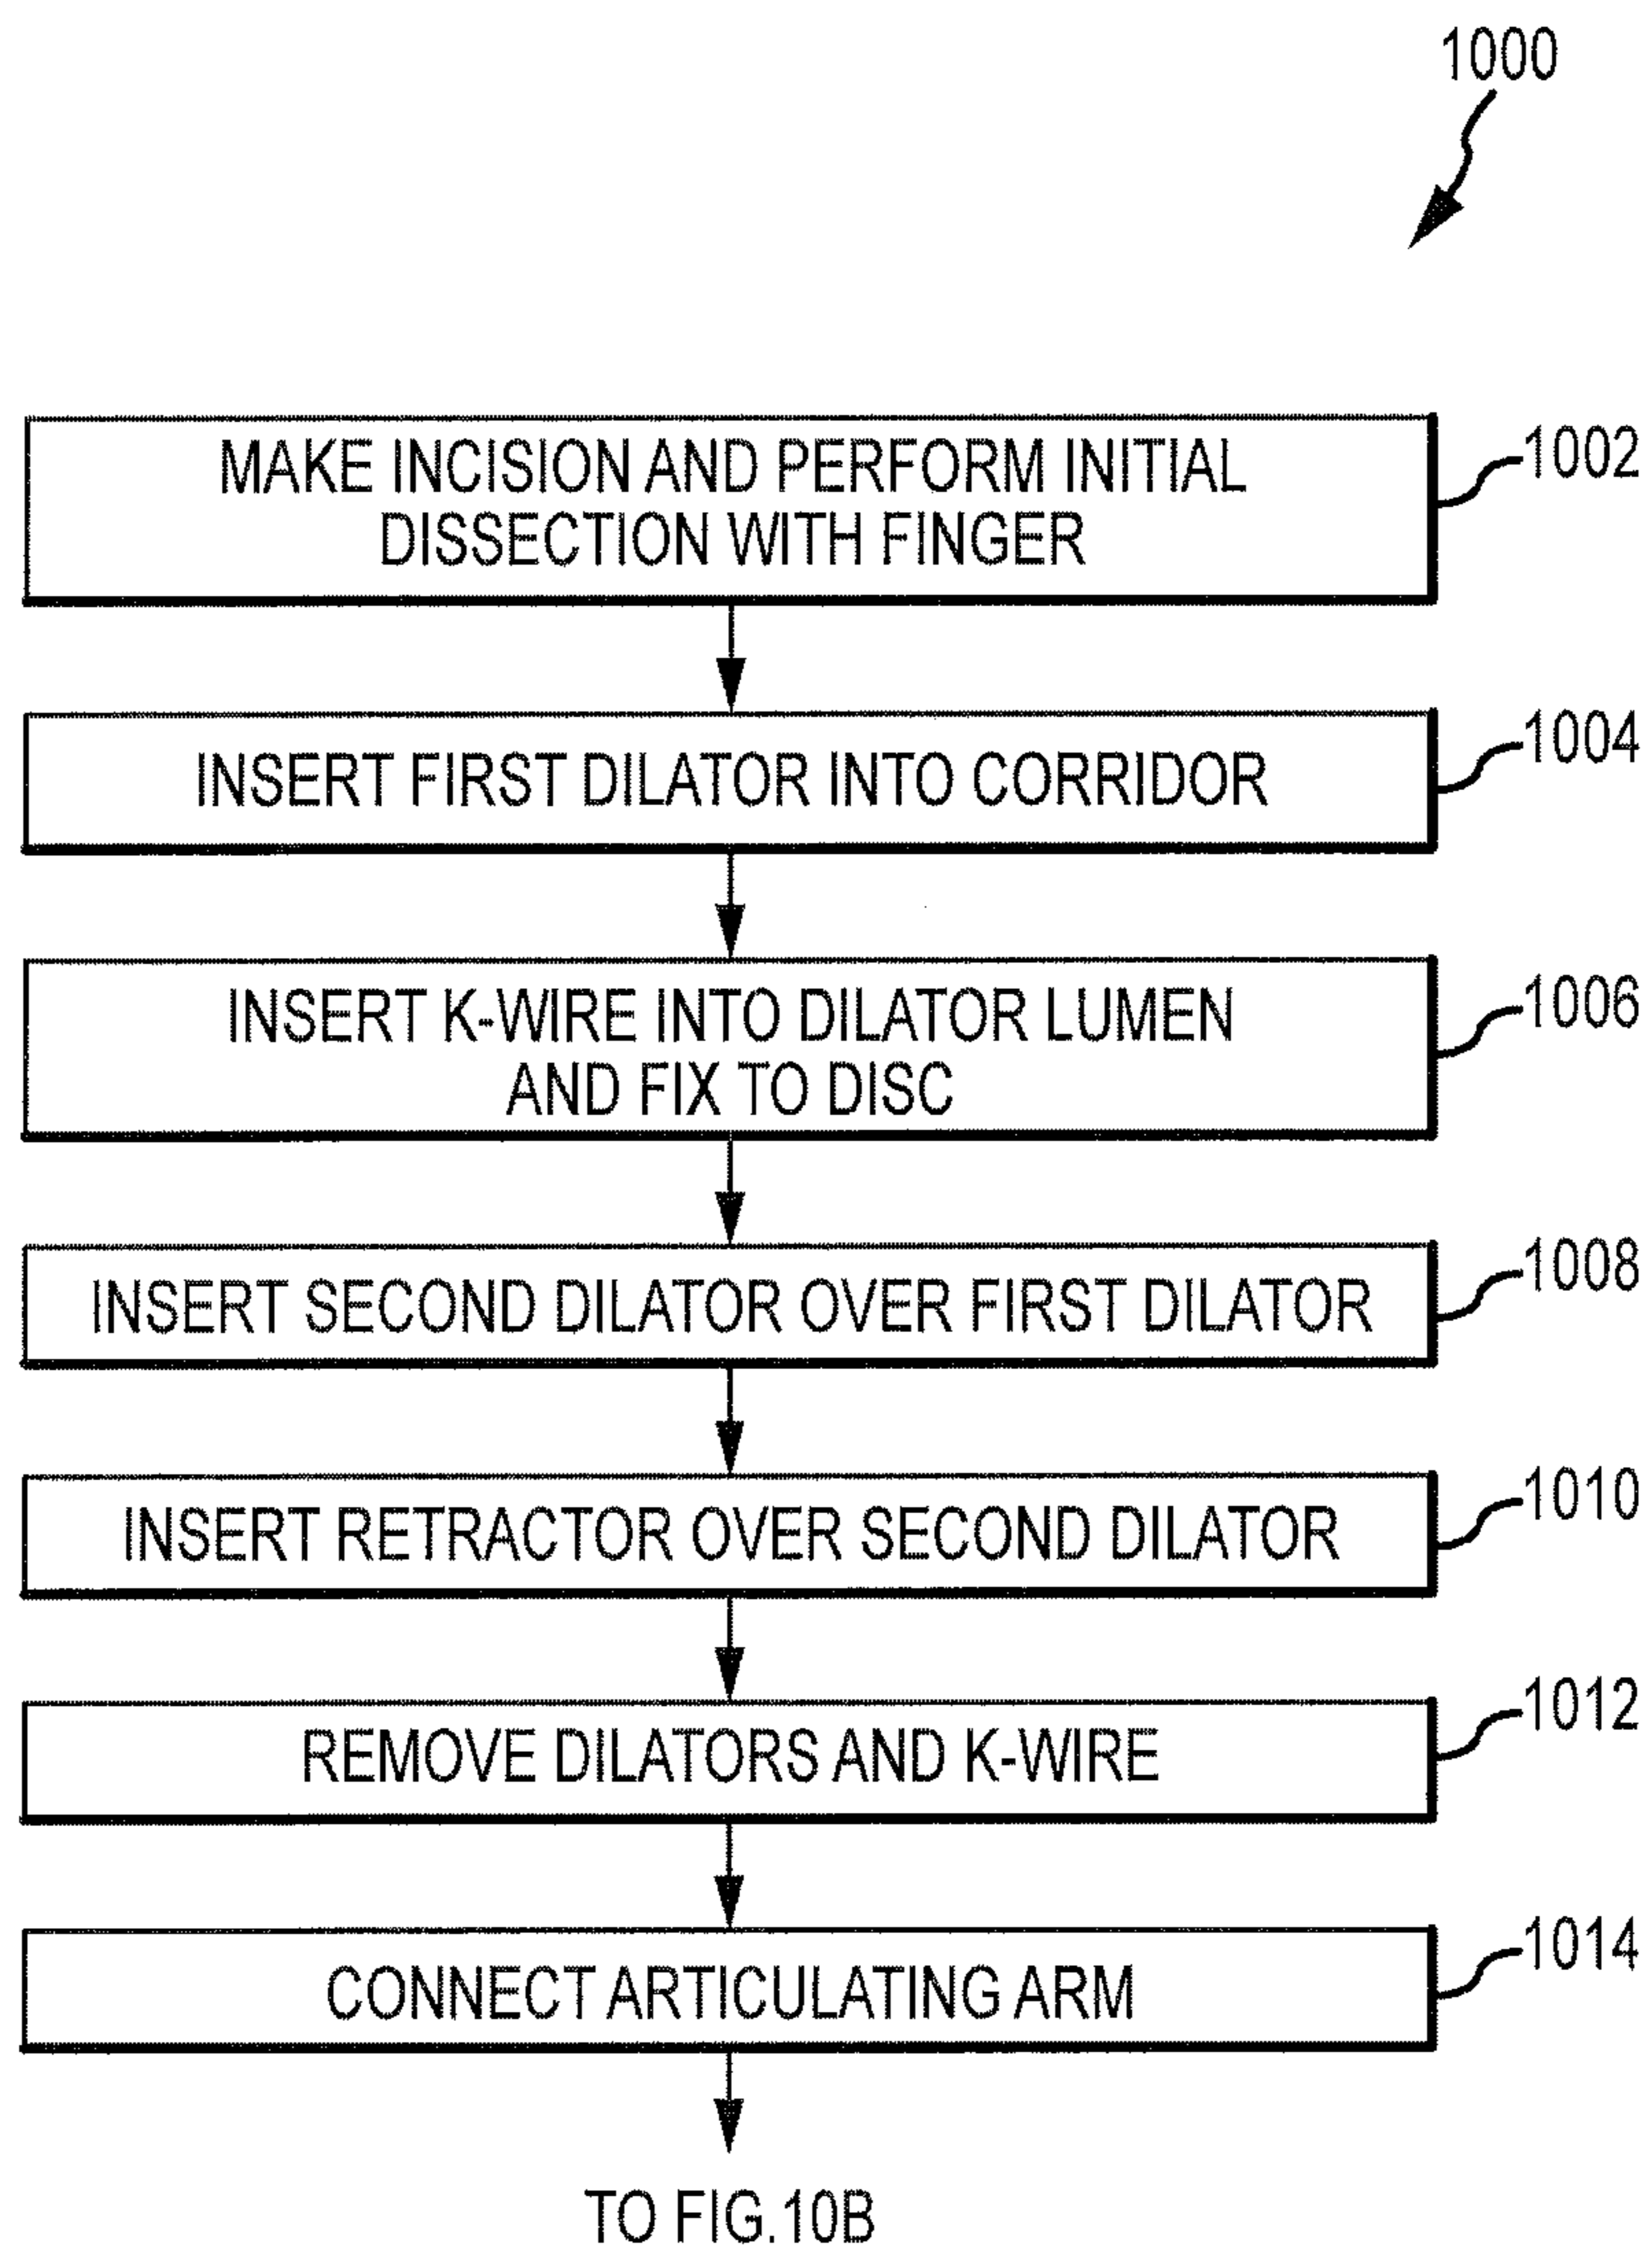 1000
MAKE INCISION AND PERFORM INITIAL
DISSECTION WITH FINGER
1002
INSERT FIRST DILATOR INTO CORRIDOR
1004
INSERT K-WIRE INTO DILATOR LUMEN
AND FIX TO DISC
1006
INSERT SECOND DILATOR OVER FIRST DILATOR
1008
INSERT RETRACTOR OVER SECOND DILATOR
1010
REMOVE DILATORS AND K-WIRE
1012
CONNECT ARTICULATING ARM
1014
TO FIG.10B